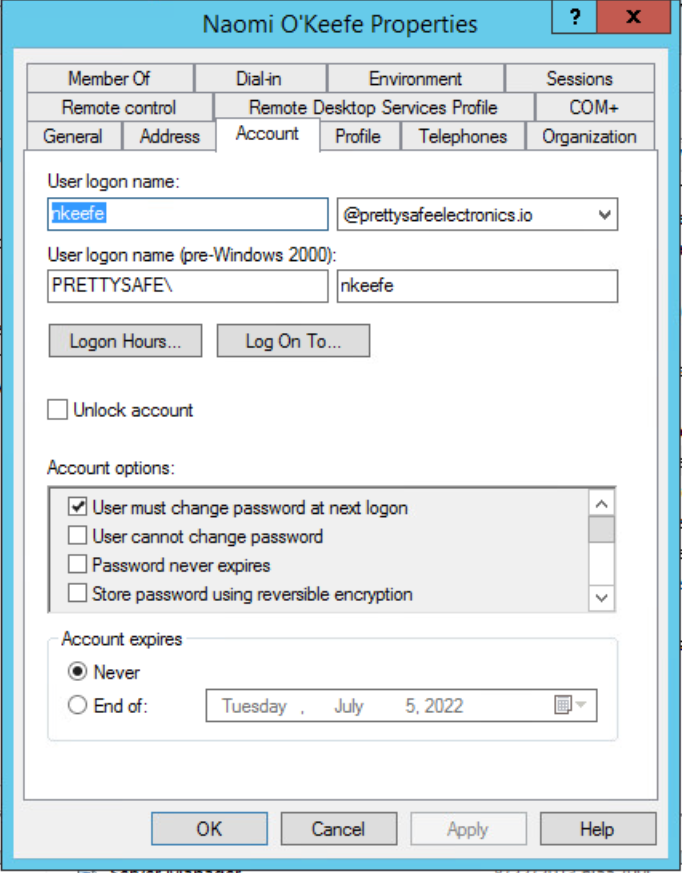 Naomi O'Keefe Properties
? x
Member Of Dial-in Environment Sessions
Remote control Remote Desktop Services Profile COM+
General Address Account Profile Telephones Organization
User logon name:
nkeefe @prettysafeelectronics.io
User logon name (pre-Windows 2000):
PRETTYSAFE\ nkeefe
Logon Hours... Log On To...
Unlock account
Account options:
User must change password at next logon
User cannot change password
Password never expires
Store password using reversible encryption
Account expires
Never
End of: Tuesday , July 5, 2022
OK Cancel Apply Help